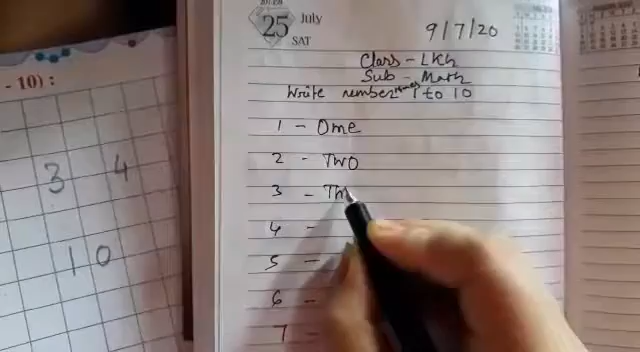 - 10):
3 4
10
25 July
SAT
9/7/20
Class - LKG
Sub - Math
Write number names 1 to 10
1 - One
2 - Two
3 - Th
4 -
5 -
6 -
7 -